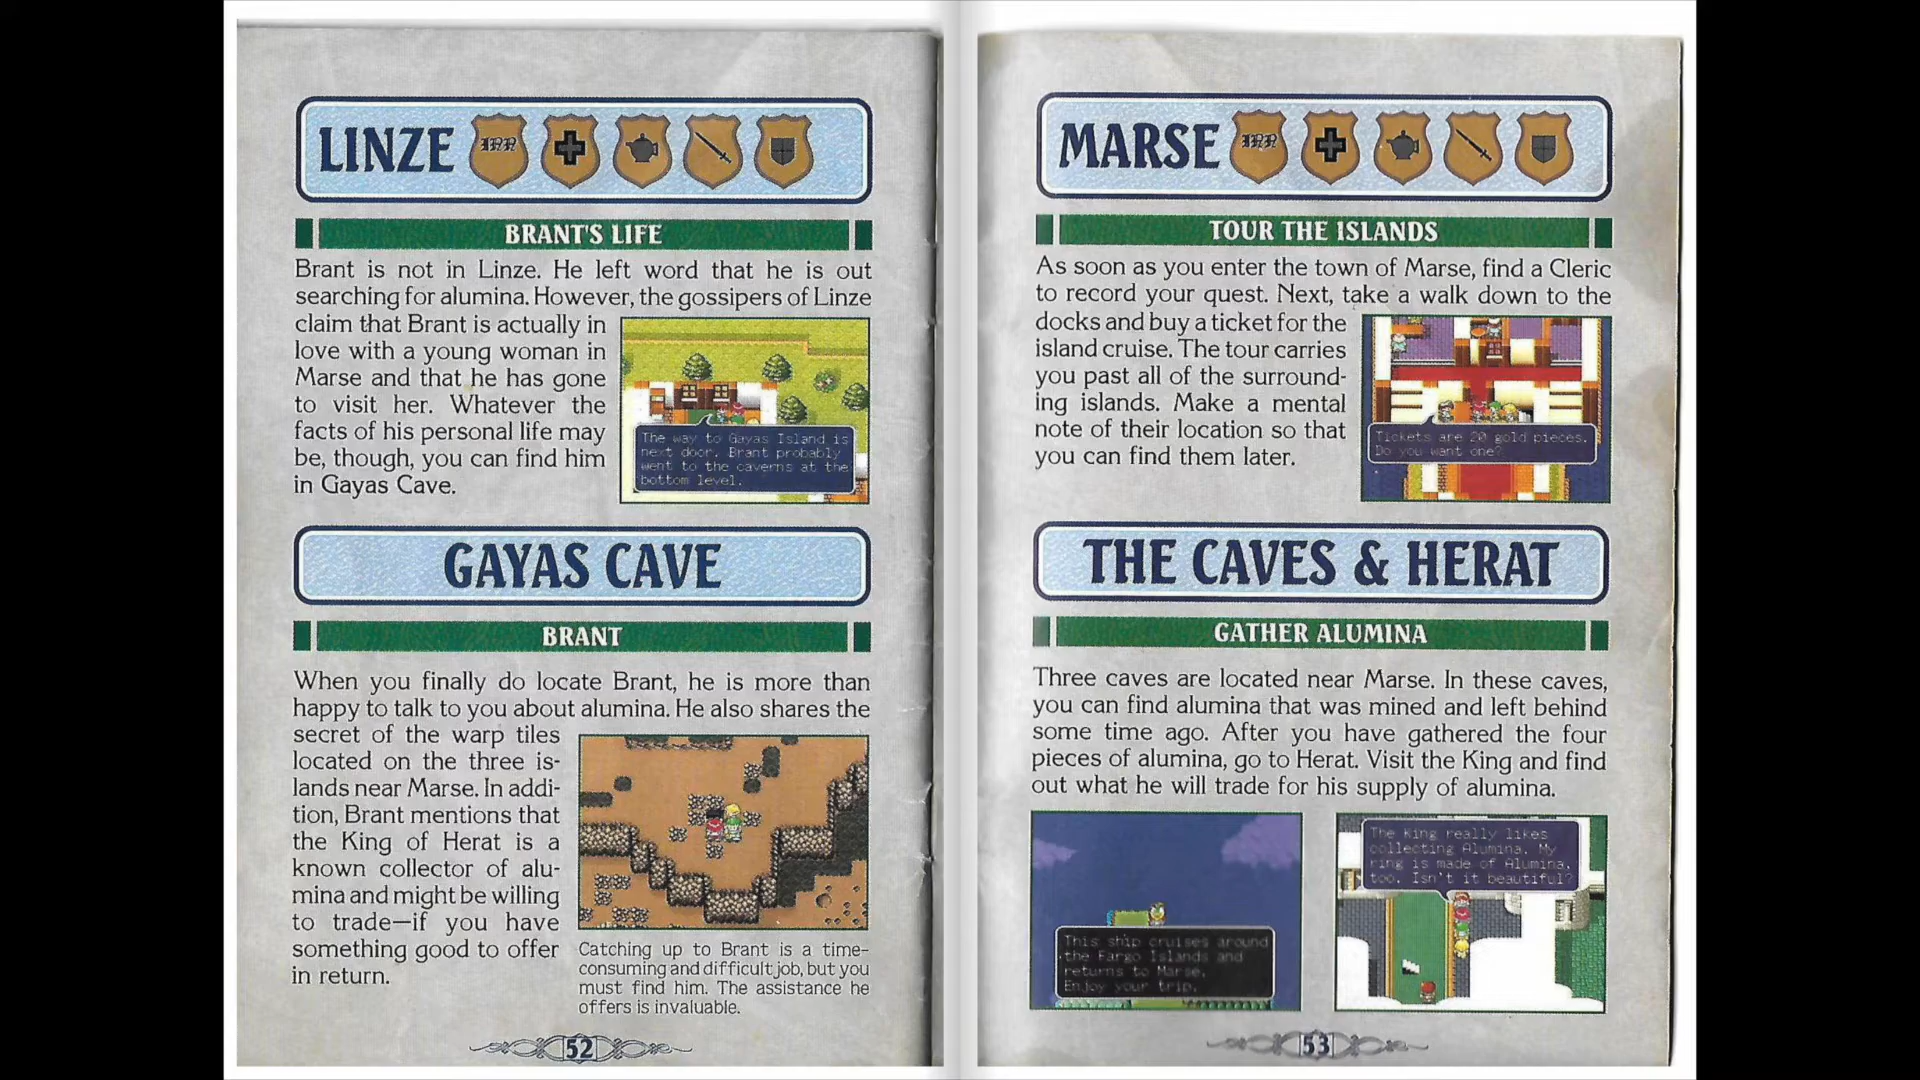 LINZE
INN
BRANT'S LIFE
Brant is not in Linze. He left word that he is out
searching for alumina. However, the gossipers of Linze
claim that Brant is actually in
love with a young woman in
Marse and that he has gone
to visit her. Whatever the
facts of his personal life may
be, though, you can find him
in Gayas Cave.
The way to Gayas Island is
next door. Brant probably
went to the caverns at the
bottom level.
GAYAS CAVE
BRANT
When you finally do locate Brant, he is more than
happy to talk to you about alumina. He also shares the
secret of the warp tiles
located on the three is-
lands near Marse. In addi-
tion, Brant mentions that
the King of Herat is a
known collector of alu-
mina and might be willing
to trade—if you have
something good to offer
in return.
Catching up to Brant is a time-
consuming and difficult job, but you
must find him. The assistance he
offers is invaluable.
52
MARSE
INN
TOUR THE ISLANDS
As soon as you enter the town of Marse, find a Cleric
to record your quest. Next, take a walk down to the
docks and buy a ticket for the
island cruise. The tour carries
you past all of the surround-
ing islands. Make a mental
note of their location so that
you can find them later.
Tickets are 20 gold pieces.
Do you want one?
THE CAVES & HERAT
GATHER ALUMINA
Three caves are located near Marse. In these caves,
you can find alumina that was mined and left behind
some time ago. After you have gathered the four
pieces of alumina, go to Herat. Visit the King and find
out what he will trade for his supply of alumina.
This ship cruises around
the Fargo Islands and
returns to Marse.
Enjoy your trip.
The King really likes
collecting Alumina. My
ring is made of Alumina,
too. Isn't it beautiful?
53